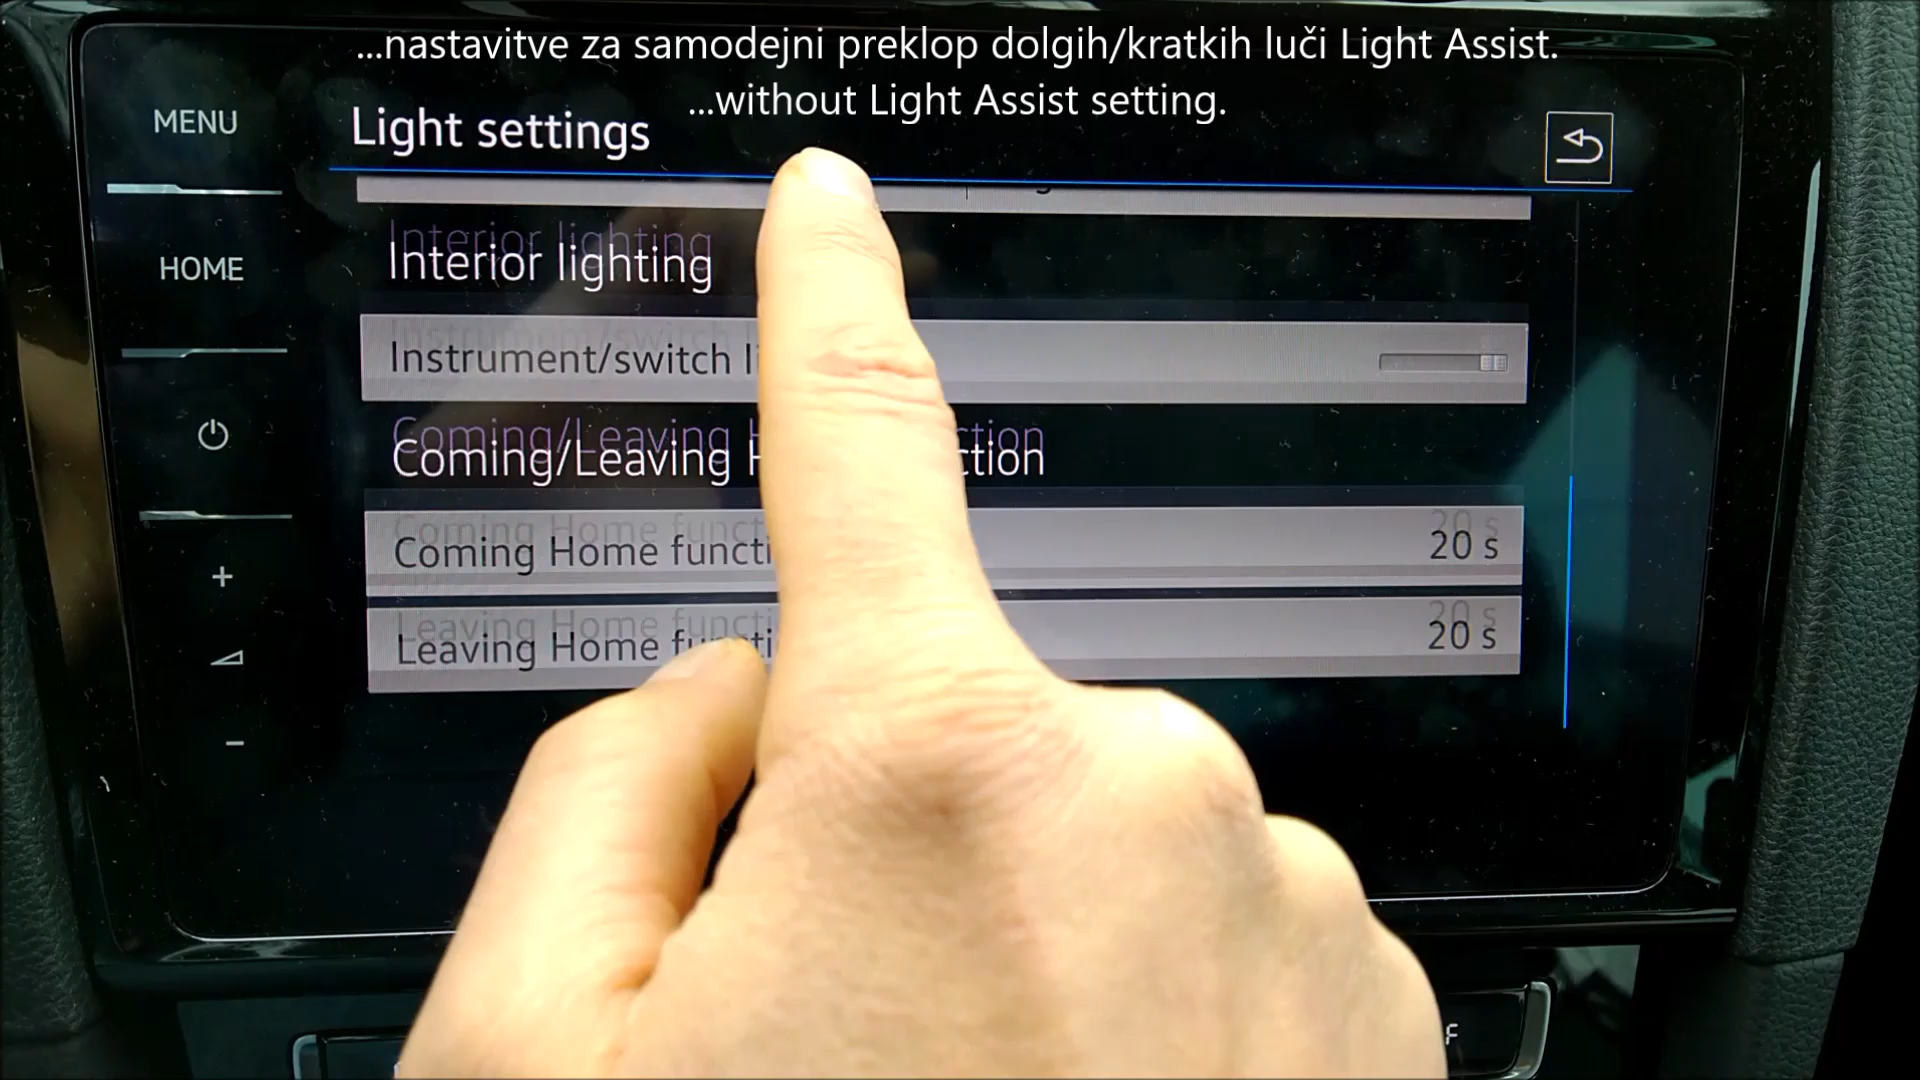 ...nastavitve za samodejni preklop dolgih/kratkih luči Light Assist.
...without Light Assist setting.
MENU
Light settings
HOME
Interior lighting
Instrument/switch
Coming/Leaving
Coming Home
20 s
Leaving Home
20 s